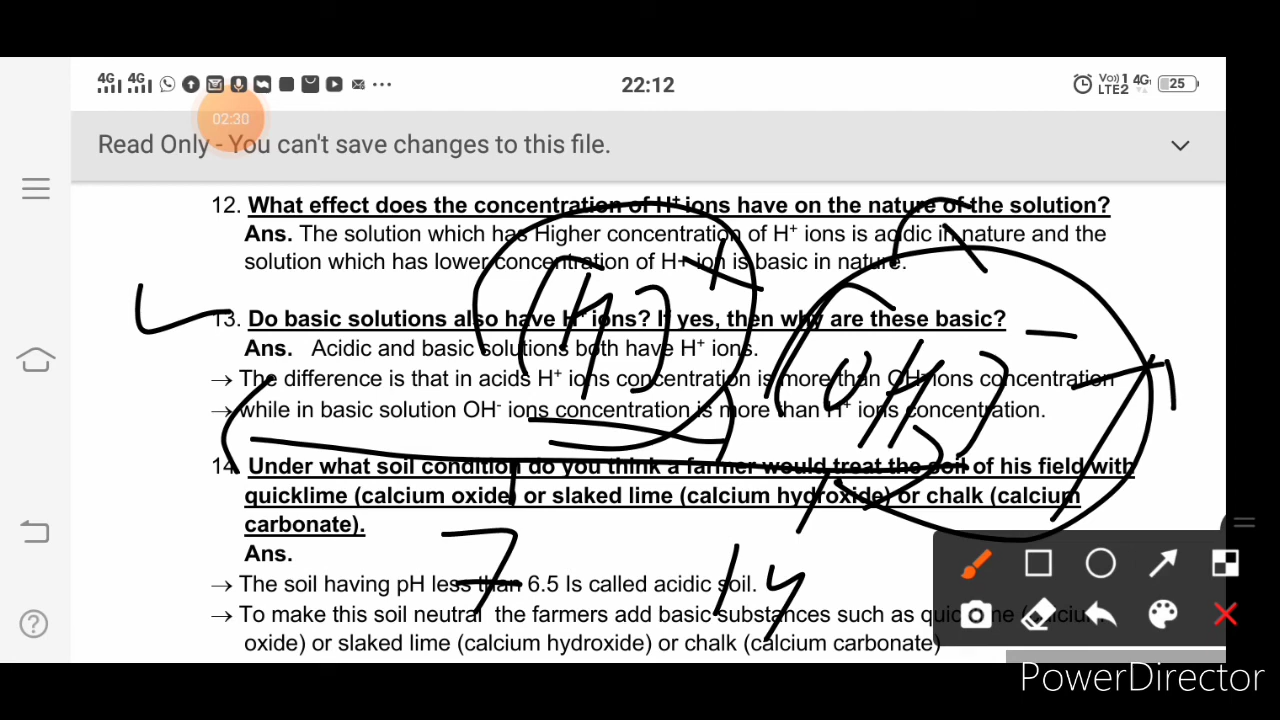 4G 4G 22:12 Vo)) 1 4G LTE2 25
02:30
Read Only - You can't save changes to this file.
12. What effect does the concentration of H+ ions have on the nature of the solution?
Ans. The solution which has Higher concentration of H+ ions is acidic in nature and the
solution which has lower concentration of H+ ion is basic in nature.
(H)+
(OH)-
13. Do basic solutions also have H+ ions? If yes, then why are these basic?
Ans. Acidic and basic solutions both have H+ ions.
→ The difference is that in acids H+ ions concentration is more than OH- ions concentration
→ while in basic solution OH- ions concentration is more than H+ ions concentration.
14. Under what soil condition do you think a farmer would treat the soil of his field with
quicklime (calcium oxide) or slaked lime (calcium hydroxide) or chalk (calcium
carbonate).
Ans.
7 14
→ The soil having pH less than 6.5 Is called acidic soil.
→ To make this soil neutral the farmers add basic substances such as
oxide) or slaked lime (calcium hydroxide) or chalk (calcium carbonate)
PowerDirector